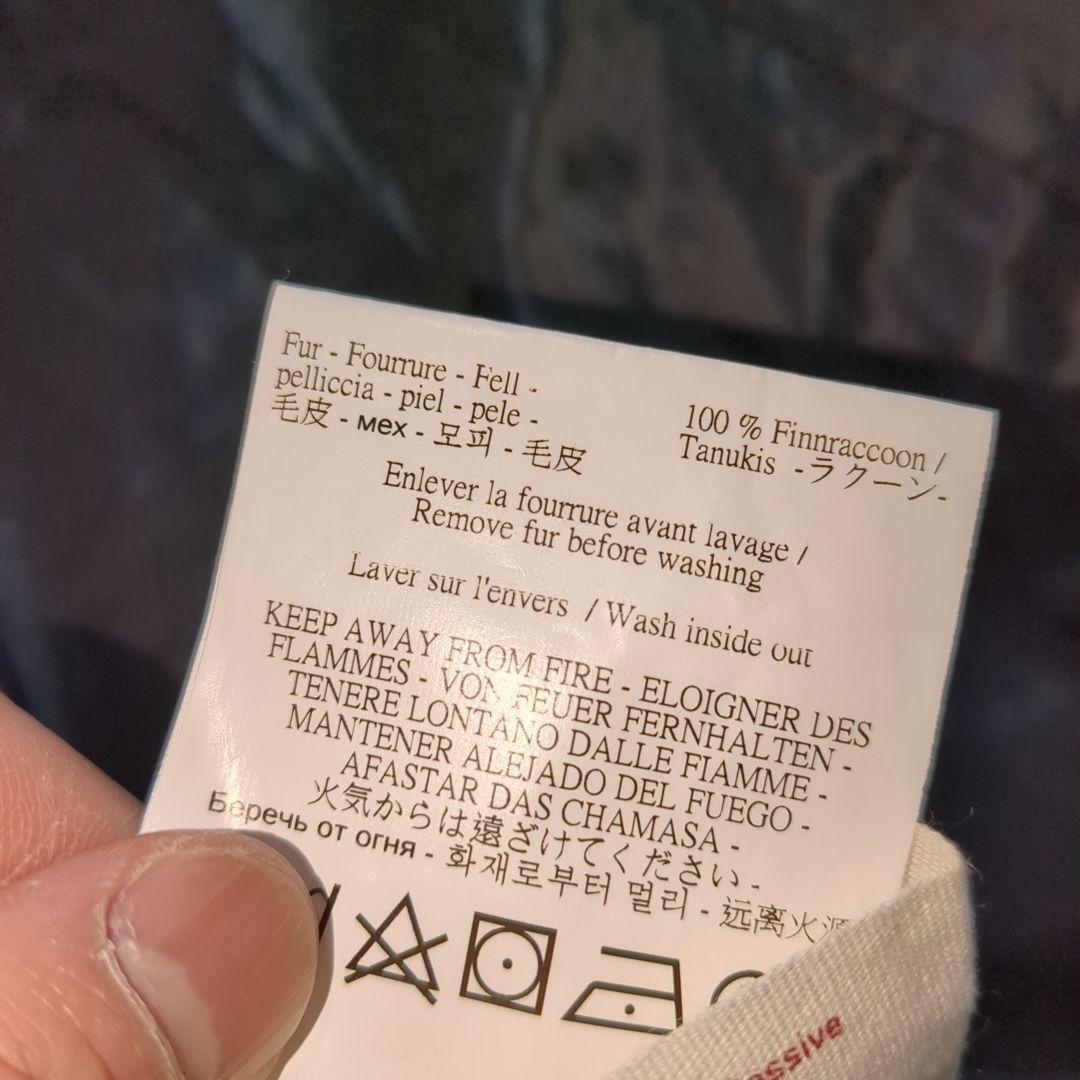 Fur - Fourrure - Fell -
pelliccia - piel - pele -
毛皮 - мех - 모피 - 毛皮
100 % Finnraccoon /
Tanukis -ラクーン-
Enlever la fourrure avant lavage /
Remove fur before washing
Laver sur l'envers / Wash inside out
KEEP AWAY FROM FIRE - ELOIGNER DES
FLAMMES - VON FEUER FERNHALTEN -
TENERE LONTANO DALLE FIAMME -
MANTENER ALEJADO DEL FUEGO -
AFASTAR DAS CHAMASA -
火気からは遠ざけてください -
Беречь от огня - 화재로부터 멀리 - 远离火源